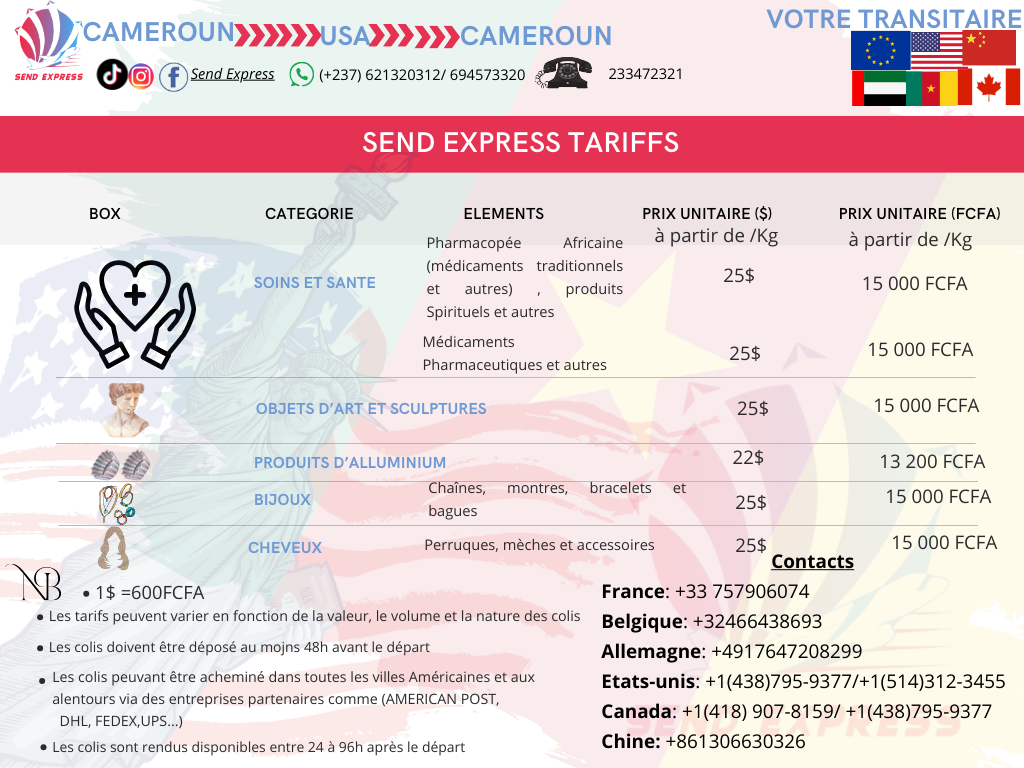 CAMEROUN USA CAMEROUN
VOTRE TRANSITAIRE
SEND EXPRESS
Send Express (+237) 621320312/ 694573320 233472321
SEND EXPRESS TARIFFS
BOX CATEGORIE ELEMENTS PRIX UNITAIRE ($) PRIX UNITAIRE (FCFA)
à partir de /Kg à partir de /Kg
SOINS ET SANTE
Pharmacopée Africaine
(médicaments traditionnels
et autres) , produits
Spirituels et autres
25$ 15 000 FCFA
Médicaments
Pharmaceutiques et autres
25$ 15 000 FCFA
OBJETS D'ART ET SCULPTURES 25$ 15 000 FCFA
PRODUITS D'ALLUMINIUM 22$ 13 200 FCFA
BIJOUX
Chaînes, montres, bracelets et
bagues
25$ 15 000 FCFA
CHEVEUX Perruques, mèches et accessoires 25$ 15 000 FCFA
NB
• 1$ =600FCFA
• Les tarifs peuvent varier en fonction de la valeur, le volume et la nature des colis
• Les colis doivent être déposé au mojns 48h avant le départ
• Les colis peuvant être acheminé dans toutes les villes Américaines et aux
alentours via des entreprises partenaires comme (AMERICAN POST,
DHL, FEDEX,UPS...)
• Les colis sont rendus disponibles entre 24 à 96h après le départ
Contacts
France: +33 757906074
Belgique: +32466438693
Allemagne: +4917647208299
Etats-unis: +1(438)795-9377/+1(514)312-3455
Canada: +1(418) 907-8159/ +1(438)795-9377
Chine: +861306630326
SEND EXPRESS